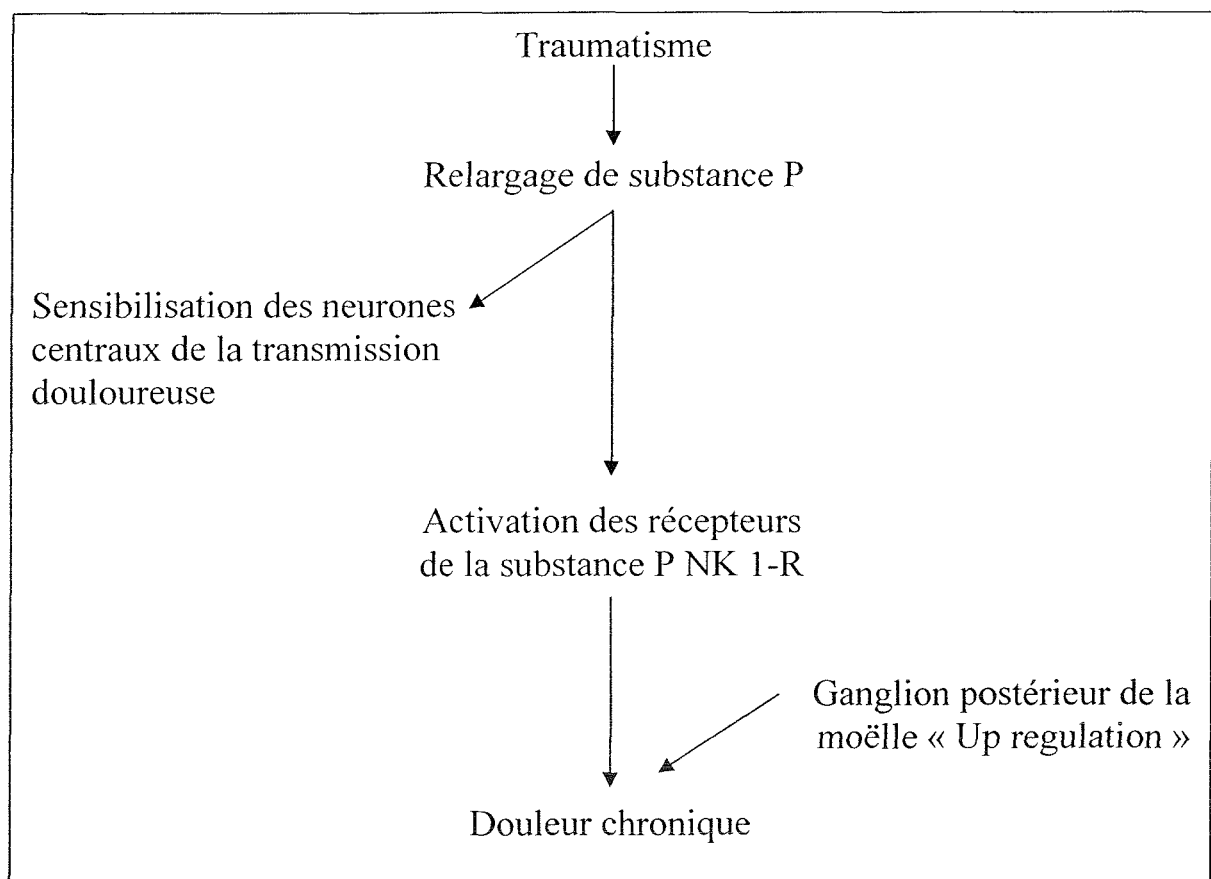 Traumatisme
Relargage de substance P
Sensibilisation des neurones
centraux de la transmission
douloureuse
Activation des récepteurs
de la substance P NK 1-R
Ganglion postérieur de la
moëlle « Up regulation »
Douleur chronique